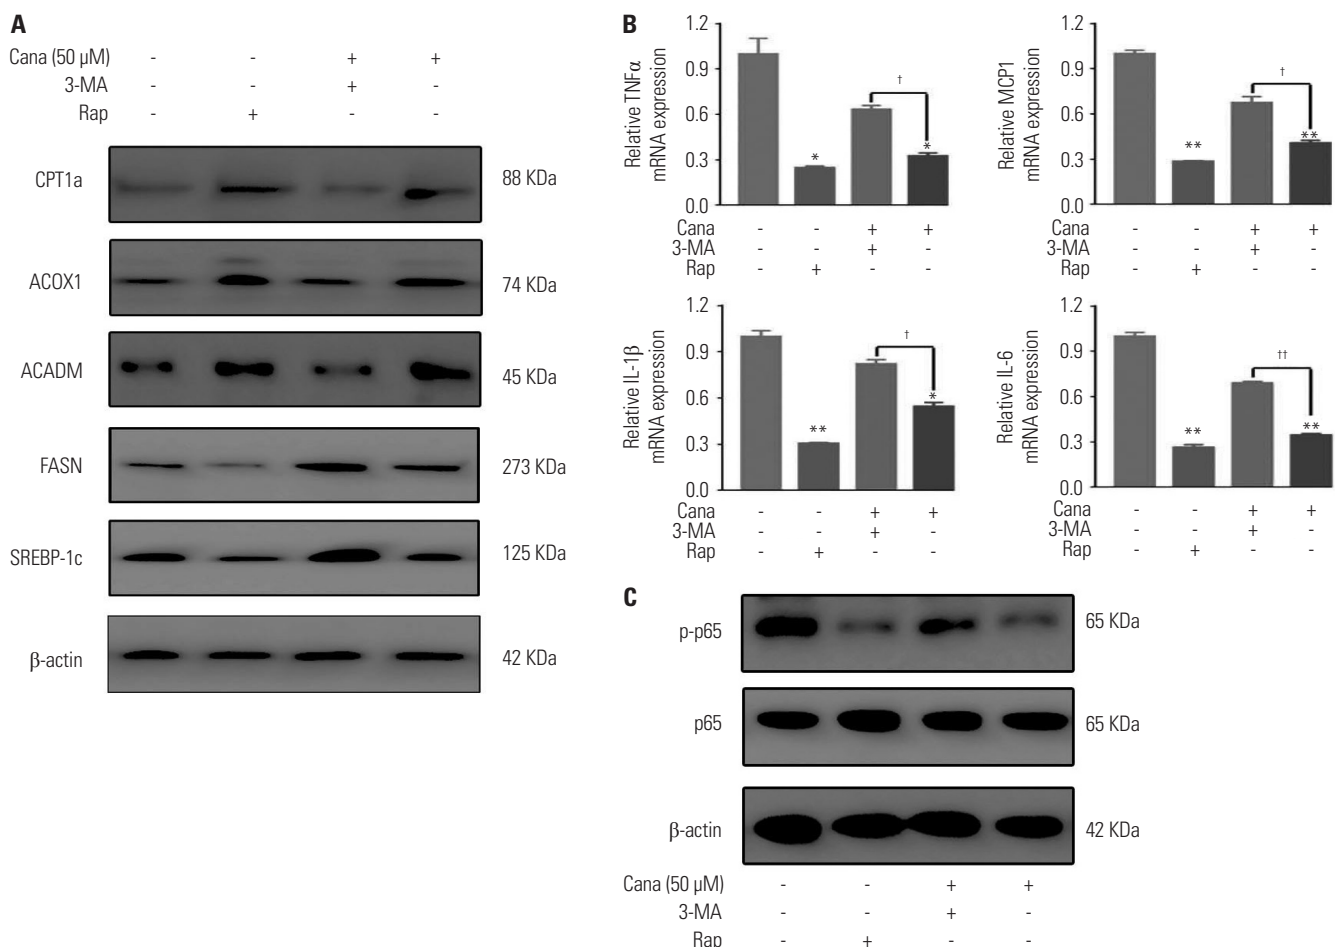 A
Cana (50 μM) - - + +
3-MA - - + -
Rap - + - -
CPT1a 88 KDa
ACOX1 74 KDa
ACADM 45 KDa
FASN 273 KDa
SREBP-1c 125 KDa
β-actin 42 KDa
B
Relative TNFα
mRNA expression
1.2
0.9
0.6
0.3
0.0
*
†
*
Cana - - + +
3-MA - - + -
Rap - + - -
Relative MCP1
mRNA expression
1.2
0.9
0.6
0.3
0.0
**
†
**
Cana - - + +
3-MA - - + -
Rap - + - -
Relative IL-1β
mRNA expression
1.2
0.9
0.6
0.3
0.0
**
†
*
Cana - - + +
3-MA - - + -
Rap - + - -
Relative IL-6
mRNA expression
1.2
0.9
0.6
0.3
0.0
**
††
**
Cana - - + +
3-MA - - + -
Rap - + - -
C
p-p65 65 KDa
p65 65 KDa
β-actin 42 KDa
Cana (50 μM) - - + +
3-MA - - + -
Rap - + - -